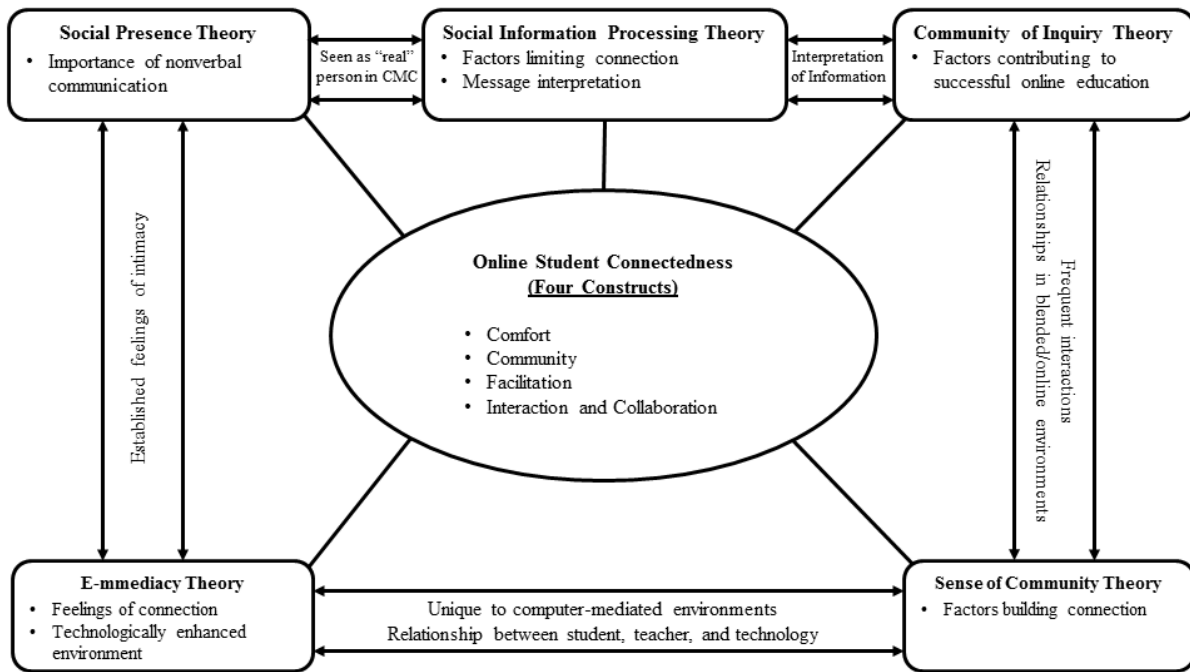 Social Presence Theory
• Importance of nonverbal
communication
Seen as “real”
person in CMC
Social Information Processing Theory
• Factors limiting connection
• Message interpretation
Interpretation
of Information
Community of Inquiry Theory
• Factors contributing to
successful online education
Established feelings of intimacy
Online Student Connectedness
(Four Constructs)
• Comfort
• Community
• Facilitation
• Interaction and Collaboration
Frequent interactions
Relationships in blended/online environments
E-mmediacy Theory
• Feelings of connection
• Technologically enhanced
environment
Unique to computer-mediated environments
Relationship between student, teacher, and technology
Sense of Community Theory
• Factors building connection